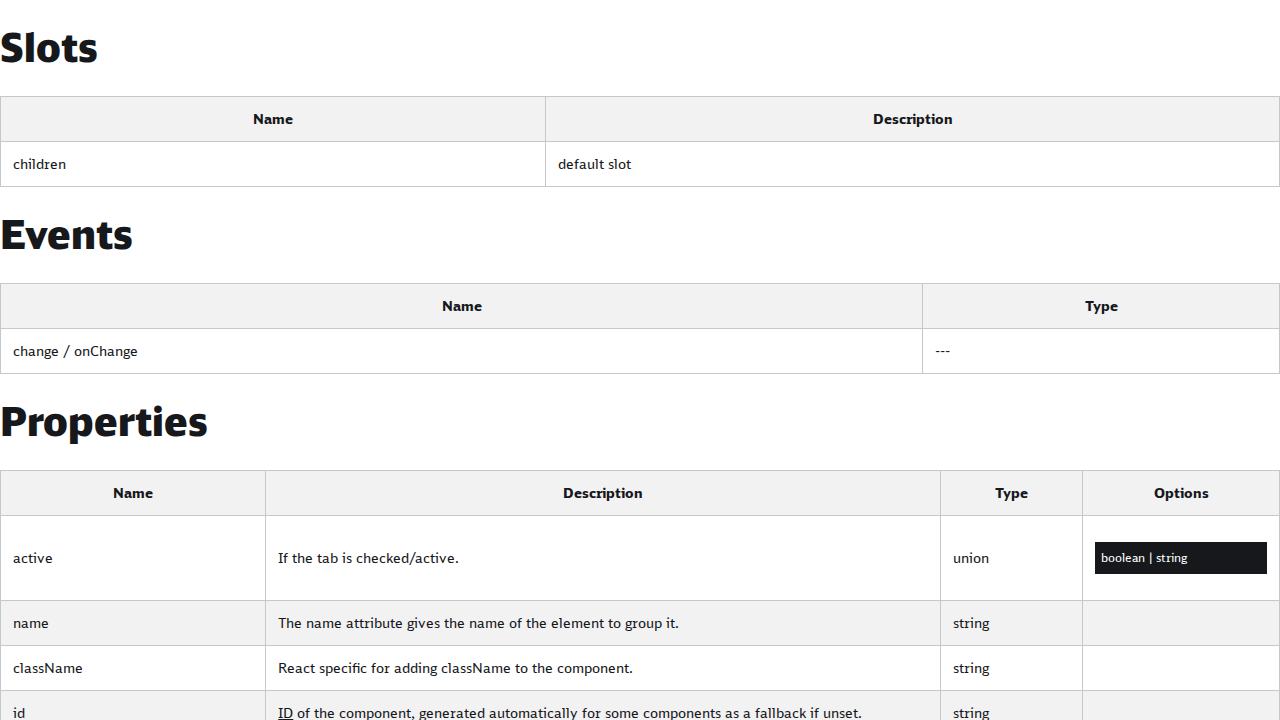 Slots
Name Description
children default slot
Events
Name Type
change / onChange ---
Properties
Name Description Type Options
active If the tab is checked/active. union boolean | string
name The name attribute gives the name of the element to group it. string
className React specific for adding className to the component. string
id ID of the component, generated automatically for some components as a fallback if unset. string